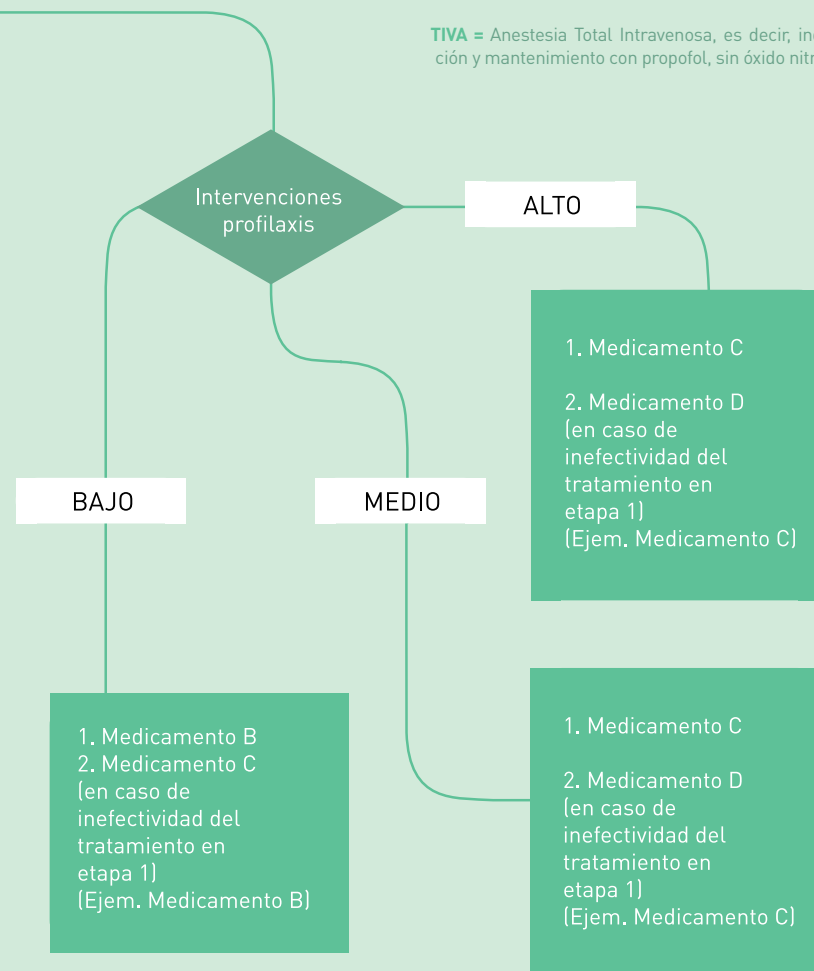 TIVA = Anestesia Total Intravenosa, es decir,
ción y mantenimiento con propofol, sin óxido
Intervenciones
profilaxis
ALTO
1. Medicamento C
2. Medicamento D
(en caso de
inefectividad del
tratamiento en
etapa 1)
(Ejem. Medicamento C)
BAJO
MEDIO
1. Medicamento B
2. Medicamento C
(en caso de
inefectividad del
tratamiento en
etapa 1)
(Ejem. Medicamento B)
1. Medicamento C
2. Medicamento D
(en caso de
inefectividad del
tratamiento en
etapa 1)
(Ejem. Medicamento C)